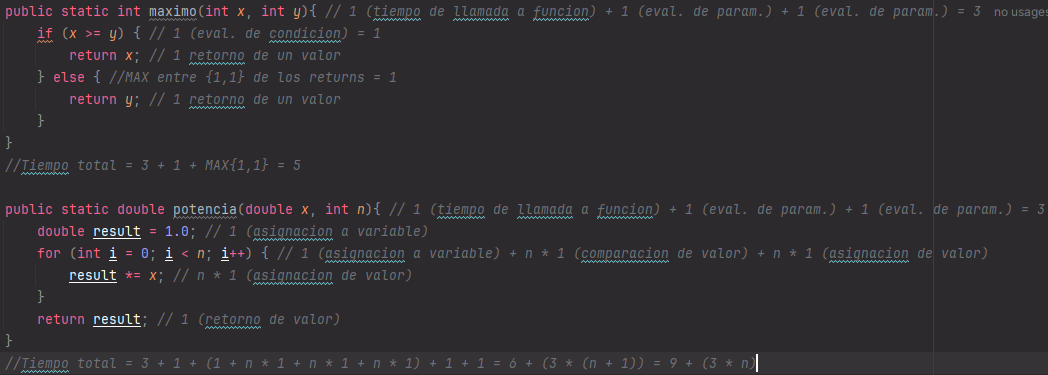 public static int maximo(int x, int y){ // 1 (tiempo de llamada a funcion) + 1 (eval. de param.) + 1 (eval. de param.) = 3 no usages
if (x >= y) { // 1 (eval. de condicion) = 1
return x; // 1 retorno de un valor
} else { //MAX entre {1,1} de los returns = 1
return y; // 1 retorno de un valor
}
}
//Tiempo total = 3 + 1 + MAX{1,1} = 5
public static double potencia(double x, int n){ // 1 (tiempo de llamada a funcion) + 1 (eval. de param.) + 1 (eval. de param.) = 3
double result = 1.0; // 1 (asignacion a variable)
for (int i = 0; i < n; i++) { // 1 (asignacion a variable) + n * 1 (comparacion de valor) + n * 1 (asignacion de valor)
result *= x; // n * 1 (asignacion de valor)
}
return result; // 1 (retorno de valor)
}
//Tiempo total = 3 + 1 + (1 + n * 1 + n * 1 + n * 1) + 1 + 1 = 6 + (3 * (n + 1)) = 9 + (3 * n)